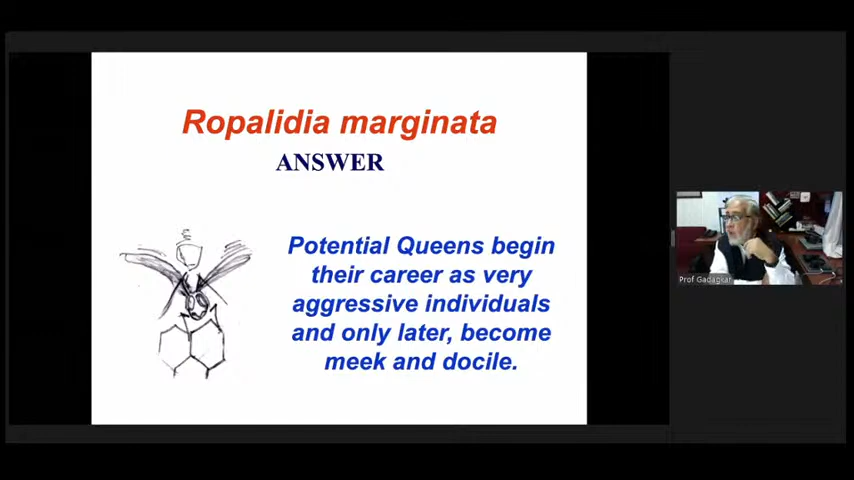 Ropalidia marginata
ANSWER
Potential Queens begin
their career as very
aggressive individuals
and only later, become
meek and docile.
Prof Gadagkar